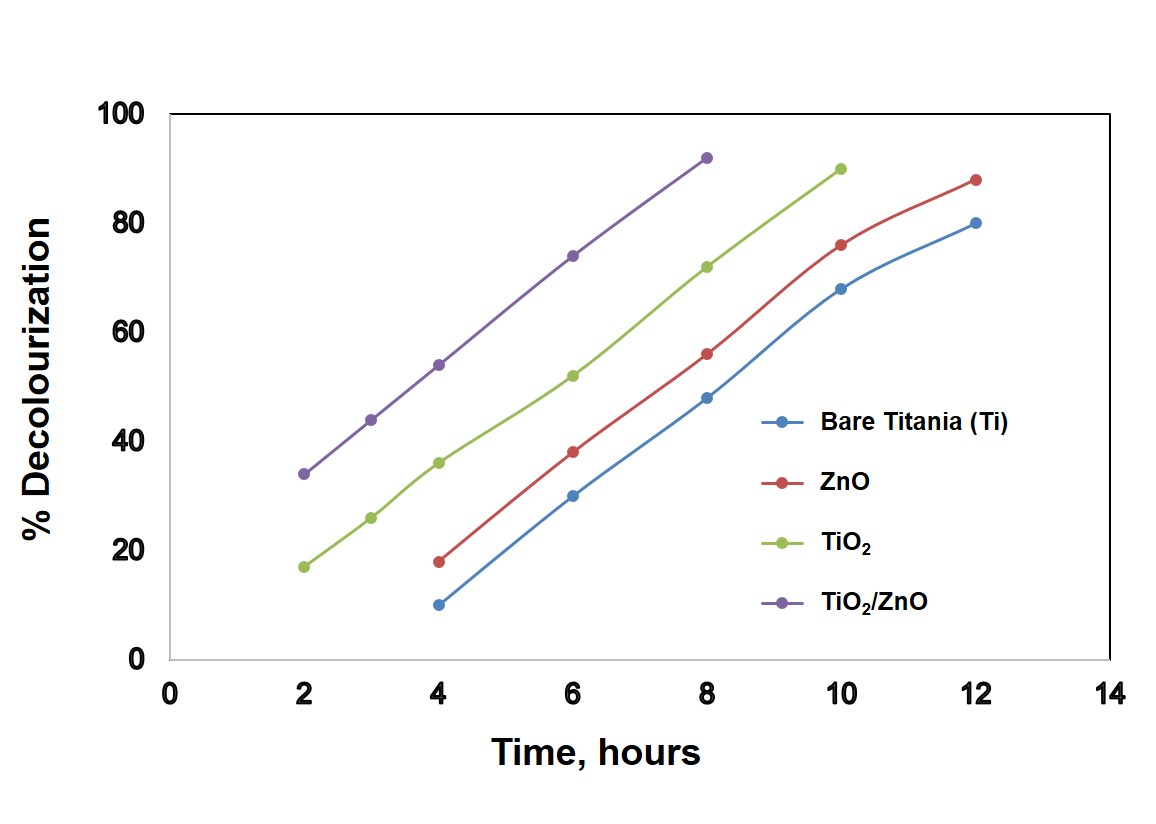 % Decolourization
100
80
60
40
20
0
Bare Titania (Ti)
ZnO
TiO₂
TiO₂/ZnO
0 2 4 6 8 10 12 14
Time, hours